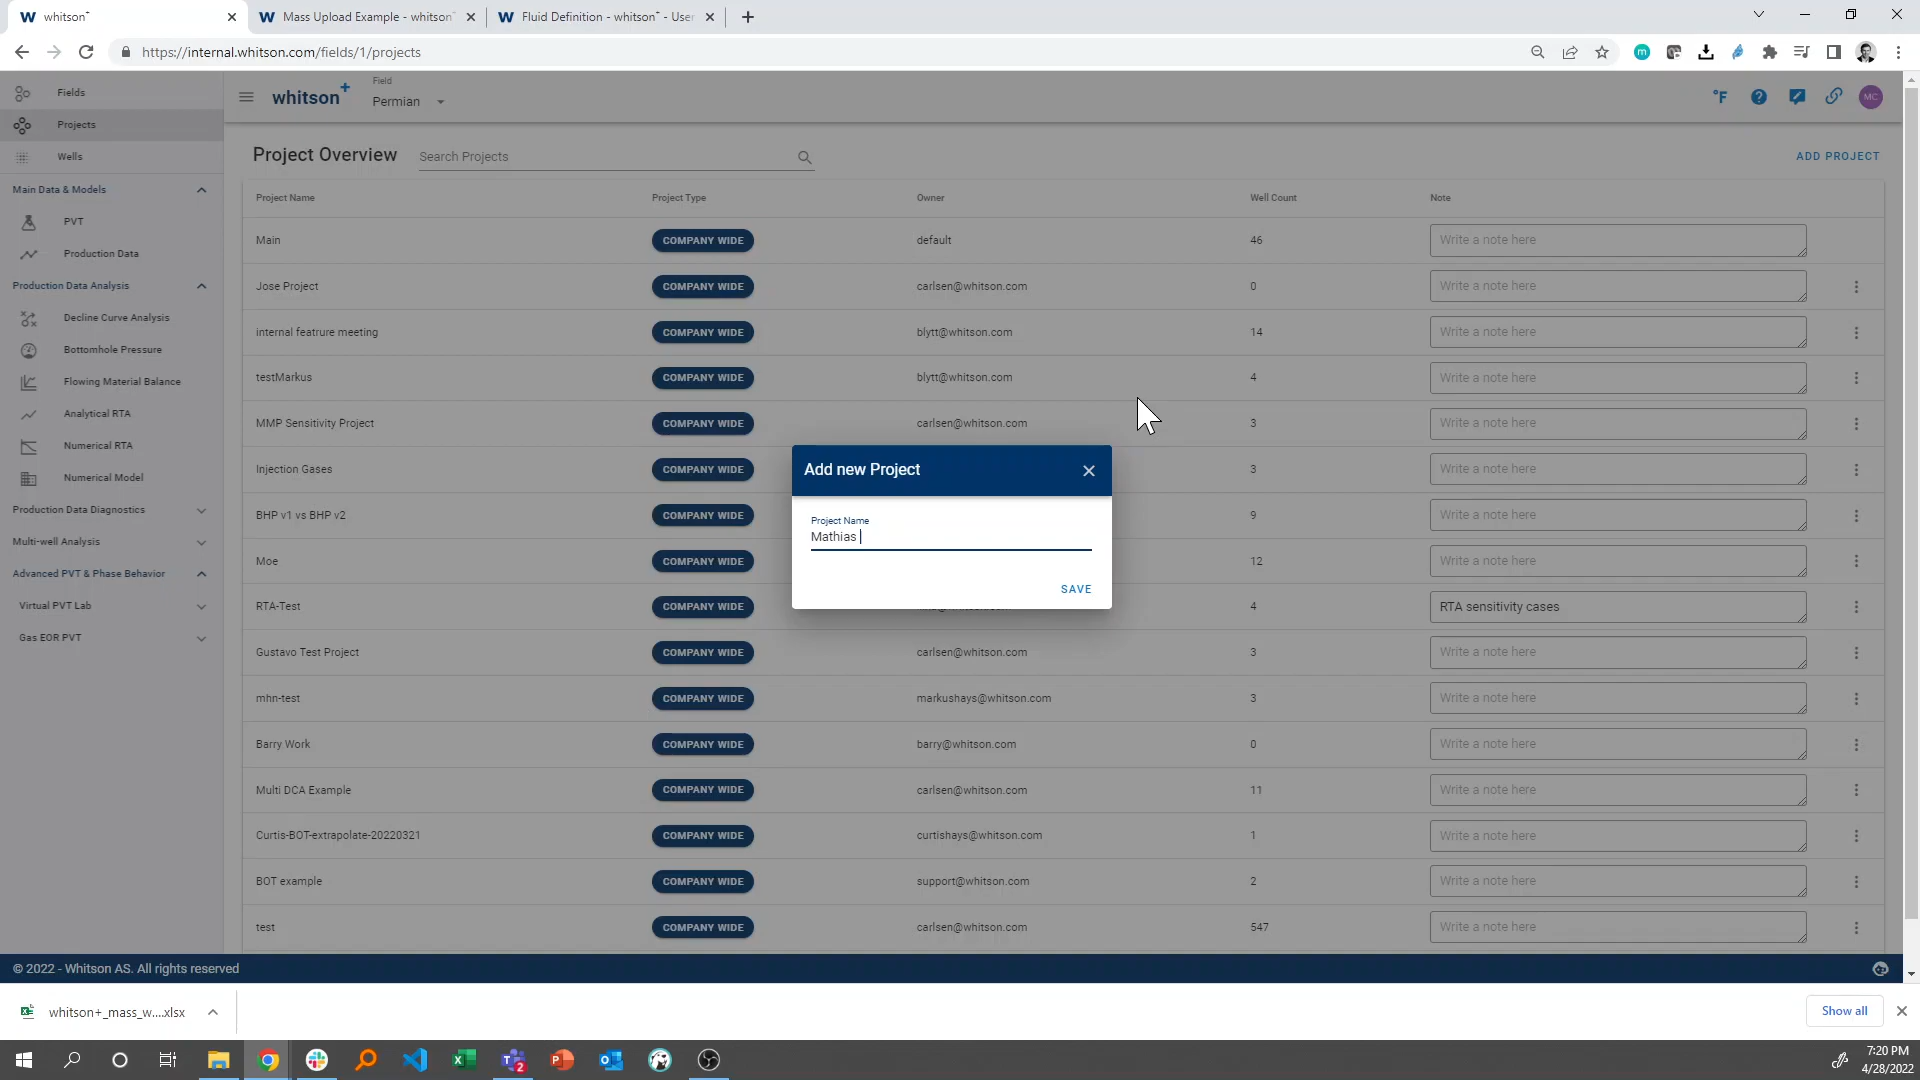 whitson⁺
Mass Upload Example - whitson⁺
Fluid Definition - whitson⁺ - User
https://internal.whitson.com/fields/1/projects
Fields
Projects
Wells
Main Data & Models
PVT
Production Data
Production Data Analysis
Decline Curve Analysis
Bottomhole Pressure
Flowing Material Balance
Analytical RTA
Numerical RTA
Numerical Model
Production Data Diagnostics
Multi-well Analysis
Advanced PVT & Phase Behavior
Virtual PVT Lab
Gas EOR PVT
whitson+
Field
Permian
°F
MC
Project Overview
Search Projects
ADD PROJECT
Project Name Project Type Owner Well Count Note
Main COMPANY WIDE default 46 Write a note here
Jose Project COMPANY WIDE carlsen@whitson.com 0 Write a note here
internal featrure meeting COMPANY WIDE blytt@whitson.com 14 Write a note here
testMarkus COMPANY WIDE blytt@whitson.com 4 Write a note here
MMP Sensitivity Project COMPANY WIDE carlsen@whitson.com 3 Write a note here
Injection Gases COMPANY WIDE 3 Write a note here
BHP v1 vs BHP v2 COMPANY WIDE 9 Write a note here
Moe COMPANY WIDE 12 Write a note here
RTA-Test COMPANY WIDE 4 RTA sensitivity cases
Gustavo Test Project COMPANY WIDE carlsen@whitson.com 3 Write a note here
mhn-test COMPANY WIDE markushays@whitson.com 3 Write a note here
Barry Work COMPANY WIDE barry@whitson.com 0 Write a note here
Multi DCA Example COMPANY WIDE carlsen@whitson.com 11 Write a note here
Curtis-BOT-extrapolate-20220321 COMPANY WIDE curtishays@whitson.com 1 Write a note here
BOT example COMPANY WIDE support@whitson.com 2 Write a note here
test COMPANY WIDE carlsen@whitson.com 547 Write a note here
Add new Project
Project Name
Mathias
SAVE
© 2022 - Whitson AS. All rights reserved
whitson+_mass_w....xlsx
Show all
7:20 PM
4/28/2022